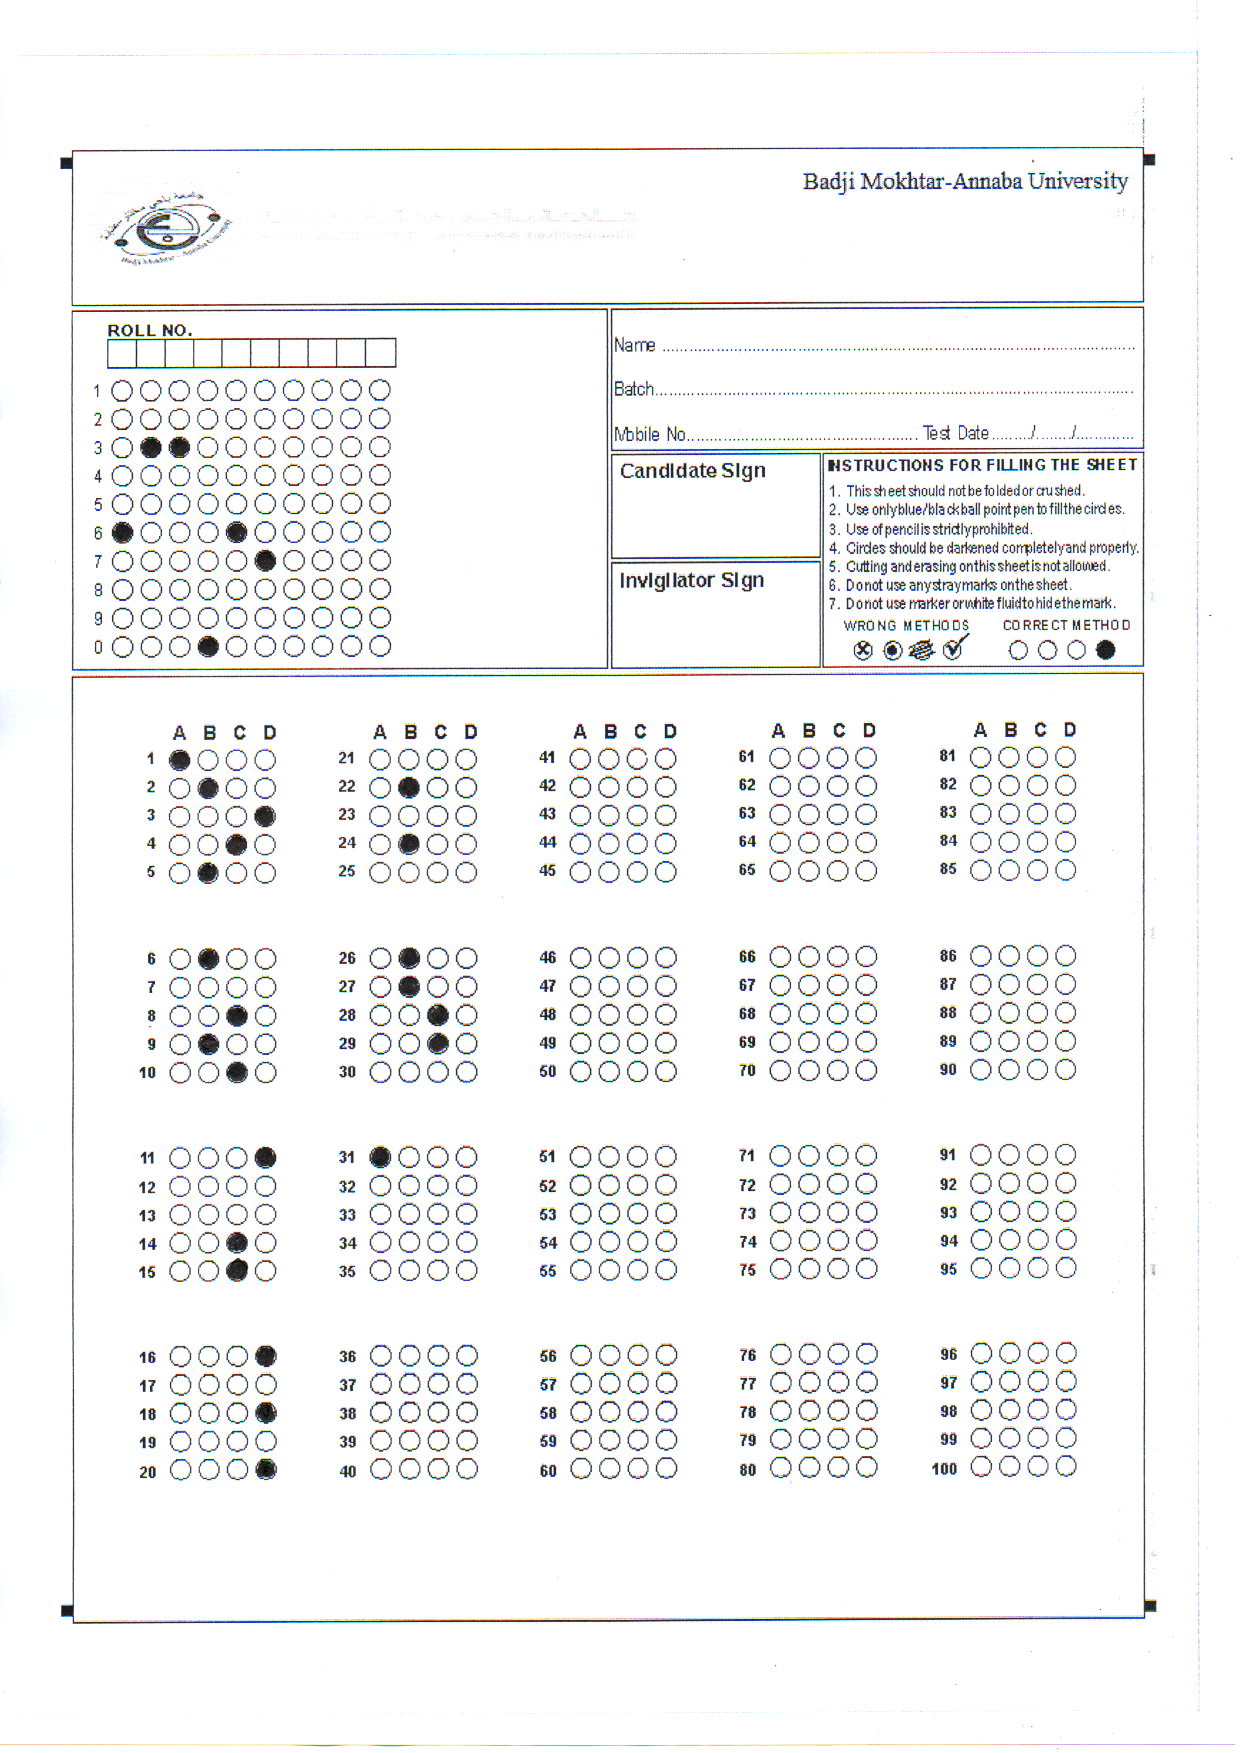 Badji Mokhtar-Annaba University
Badji Mokhtar - Annaba University
ROLL NO.
1
2
3
4
5
6
7
8
9
0
Name
Batch
Mobile No. Test Date / /
Candidate Sign
Invigilator Sign
INSTRUCTIONS FOR FILLING THE SHEET
1. This sheet should not be folded or crushed.
2. Use only blue/black ball point pen to fill the circles.
3. Use of pencil is strictly prohibited.
4. Circles should be darkened completely and properly.
5. Cutting and erasing on this sheet is not allowed.
6. Do not use any stray marks on the sheet.
7. Do not use marker or white fluid to hide the mark.
WRONG METHODS CORRECT METHOD
A B C D A B C D A B C D A B C D A B C D
1 21 41 61 81
2 22 42 62 82
3 23 43 63 83
4 24 44 64 84
5 25 45 65 85
6 26 46 66 86
7 27 47 67 87
8 28 48 68 88
9 29 49 69 89
10 30 50 70 90
11 31 51 71 91
12 32 52 72 92
13 33 53 73 93
14 34 54 74 94
15 35 55 75 95
16 36 56 76 96
17 37 57 77 97
18 38 58 78 98
19 39 59 79 99
20 40 60 80 100